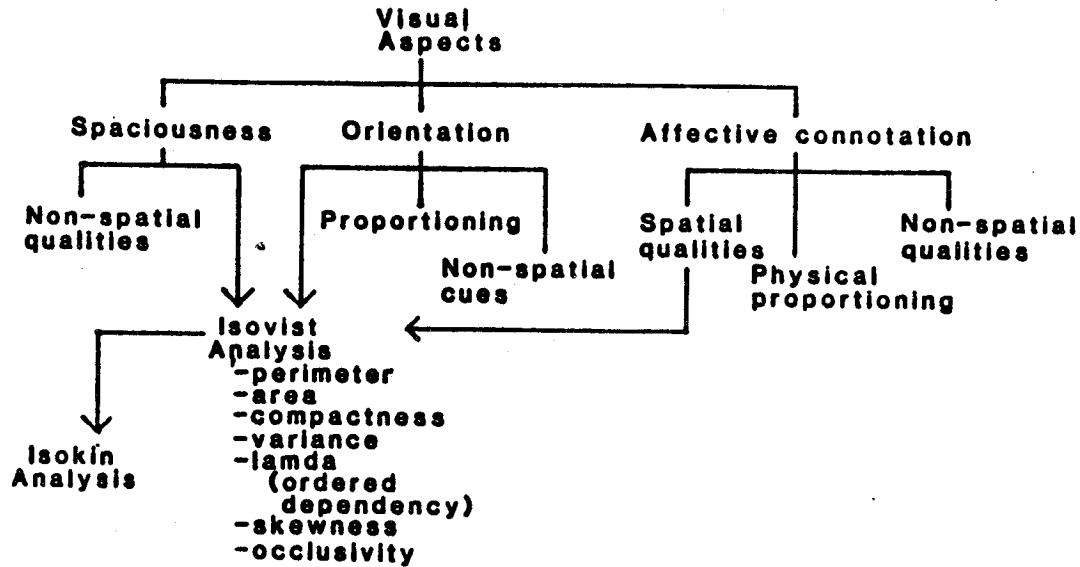 Visual
Aspects
Spaciousness
Orientation
Affective connotation
Non-spatial
qualities
Proportioning
Non-spatial
cues
Spatial
qualities
Physical
proportioning
Non-spatial
qualities
Isovist
Analysis
-perimeter
-area
-compactness
-variance
-lamda
(ordered
dependency)
-skewness
-occlusivity
Isokin
Analysis